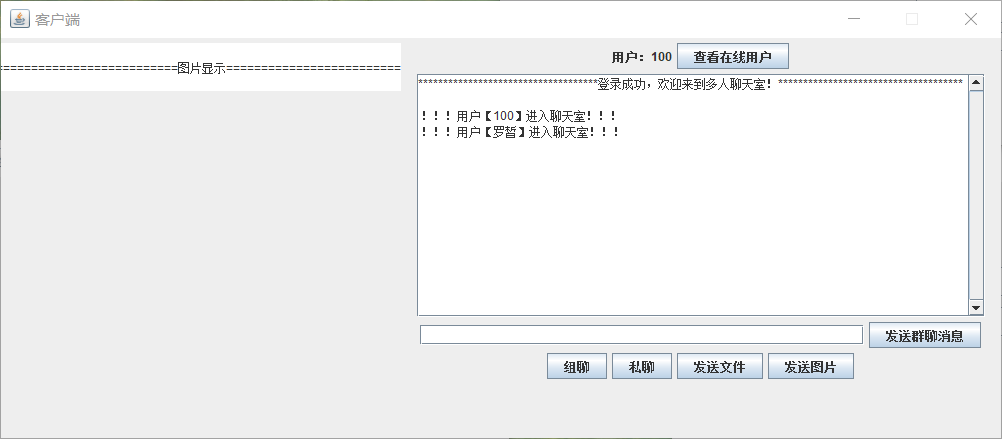 客户端
=========================图片显示=========================
用户：100 查看在线用户
************************************登录成功，欢迎来到多人聊天室！*************************************
！！！用户【100】进入聊天室！！！
！！！用户【罗皙】进入聊天室！！！
发送群聊消息
组聊 私聊 发送文件 发送图片